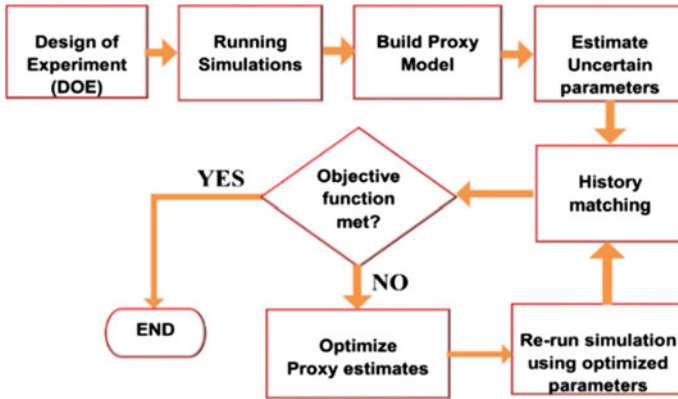 Design of
Experiment
(DOE)
Running
Simulations
Build Proxy
Model
Estimate
Uncertain
parameters
History
matching
Objective
function
met?
YES
NO
END
Optimize
Proxy estimates
Re-run simulation
using optimized
parameters